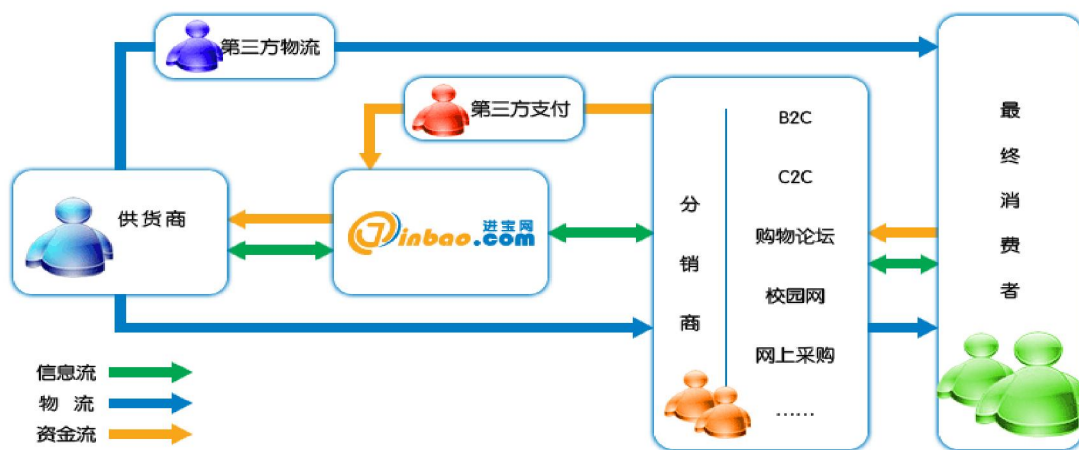 第三方物流
第三方支付
供货商
Jinbao.com
进宝网
分销商
B2C
C2C
购物论坛
校园网
网上采购
……
最终消费者
信息流
物 流
资金流